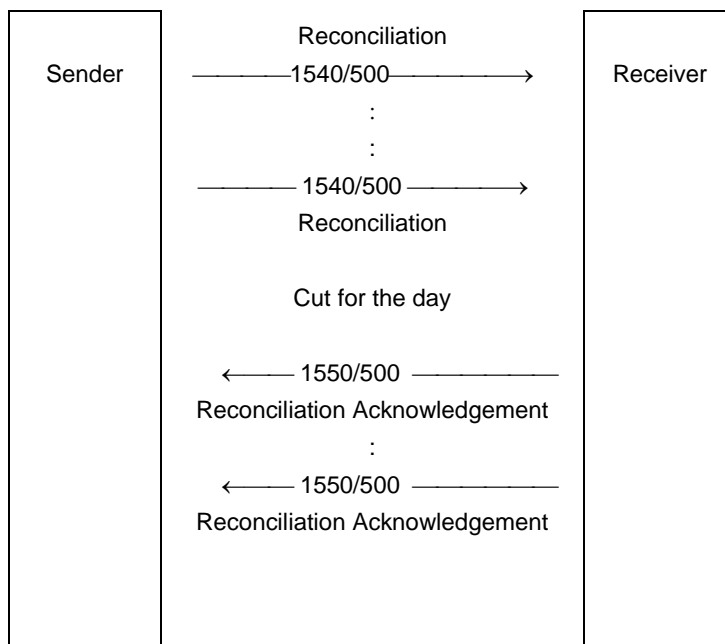 Reconciliation
Sender 1540/500 Receiver
:
:
1540/500
Reconciliation
Cut for the day
1550/500
Reconciliation Acknowledgement
:
1550/500
Reconciliation Acknowledgement